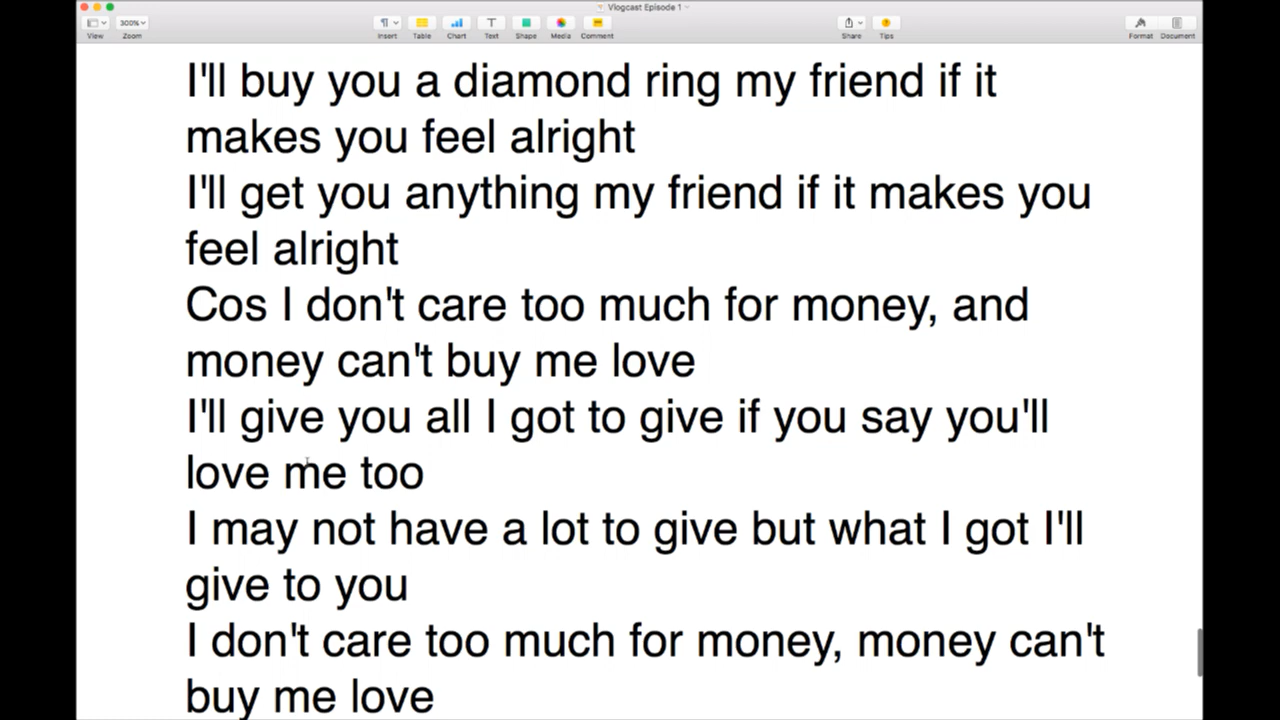 Vlogcast Episode 1
300%
View
Zoom
Insert
Table
Chart
Text
Shape
Media
Comment
Share
Tips
Format
Document
I'll buy you a diamond ring my friend if it
makes you feel alright
I'll get you anything my friend if it makes you
feel alright
Cos I don't care too much for money, and
money can't buy me love
I'll give you all I got to give if you say you'll
love me too
I may not have a lot to give but what I got I'll
give to you
I don't care too much for money, money can't
buy me love